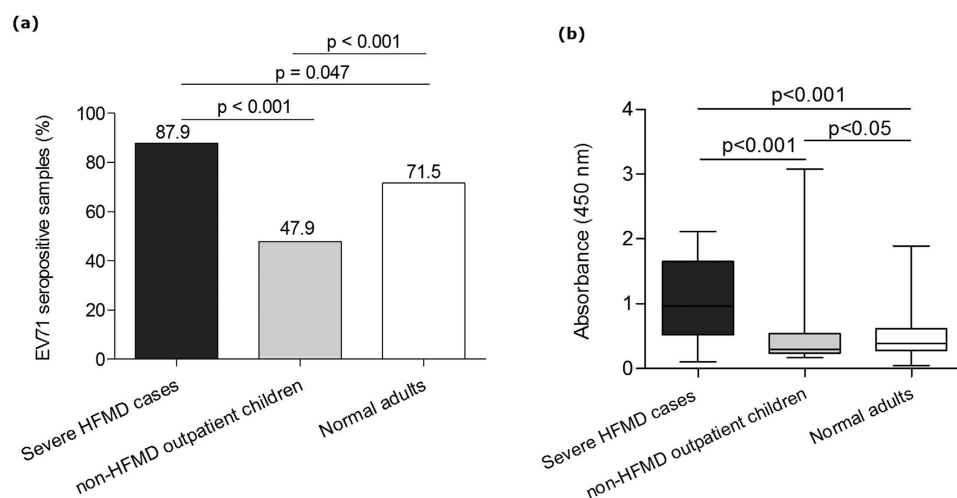 (a)
p < 0.001
p = 0.047
p < 0.001
EV71 seropositive samples (%)
100
80
60
40
20
0
87.9
47.9
71.5
Severe HFMD cases
non-HFMD outpatient children
Normal adults
(b)
p<0.001
p<0.05
p<0.001
Absorbance (450 nm)
4
3
2
1
0
Severe HFMD cases
non-HFMD outpatient children
Normal adults